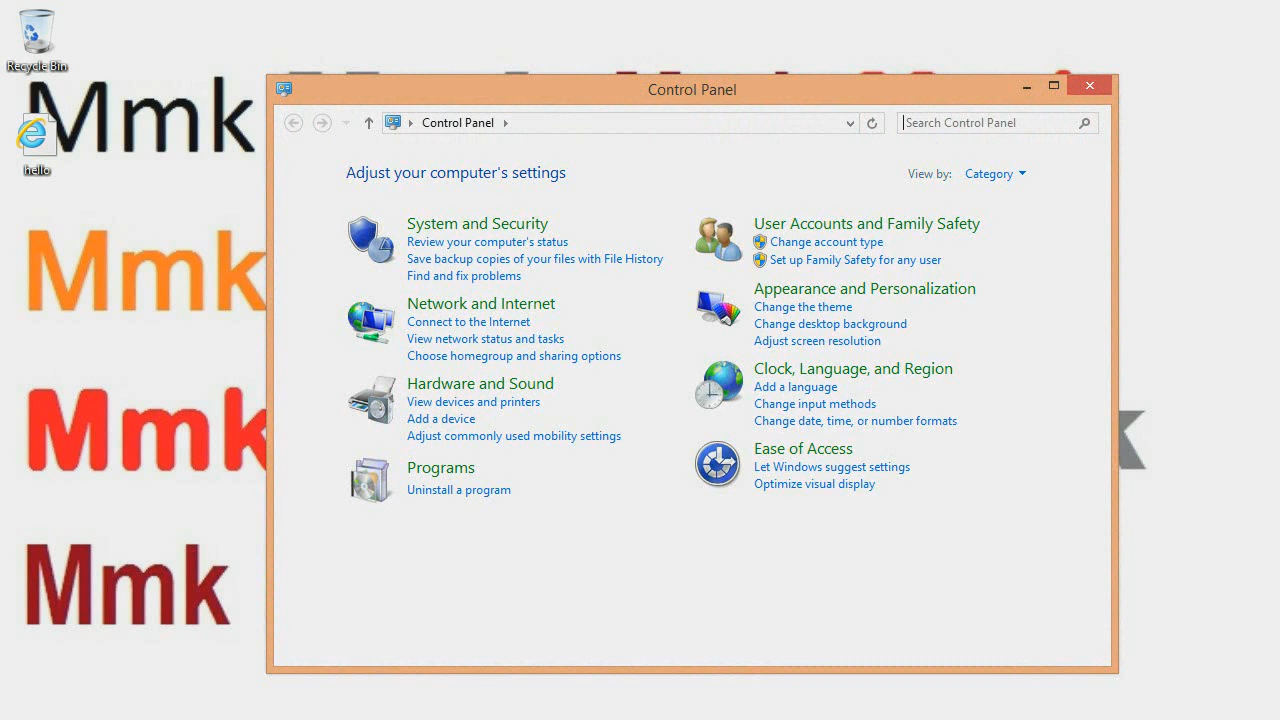 Recycle Bin
Mmk
hello
Mmk
Mmk
Mmk
Control Panel
Control Panel
Search Control Panel
Adjust your computer's settings
View by: Category
System and Security
Review your computer's status
Save backup copies of your files with File History
Find and fix problems
Network and Internet
Connect to the Internet
View network status and tasks
Choose homegroup and sharing options
Hardware and Sound
View devices and printers
Add a device
Adjust commonly used mobility settings
Programs
Uninstall a program
User Accounts and Family Safety
Change account type
Set up Family Safety for any user
Appearance and Personalization
Change the theme
Change desktop background
Adjust screen resolution
Clock, Language, and Region
Add a language
Change input methods
Change date, time, or number formats
Ease of Access
Let Windows suggest settings
Optimize visual display